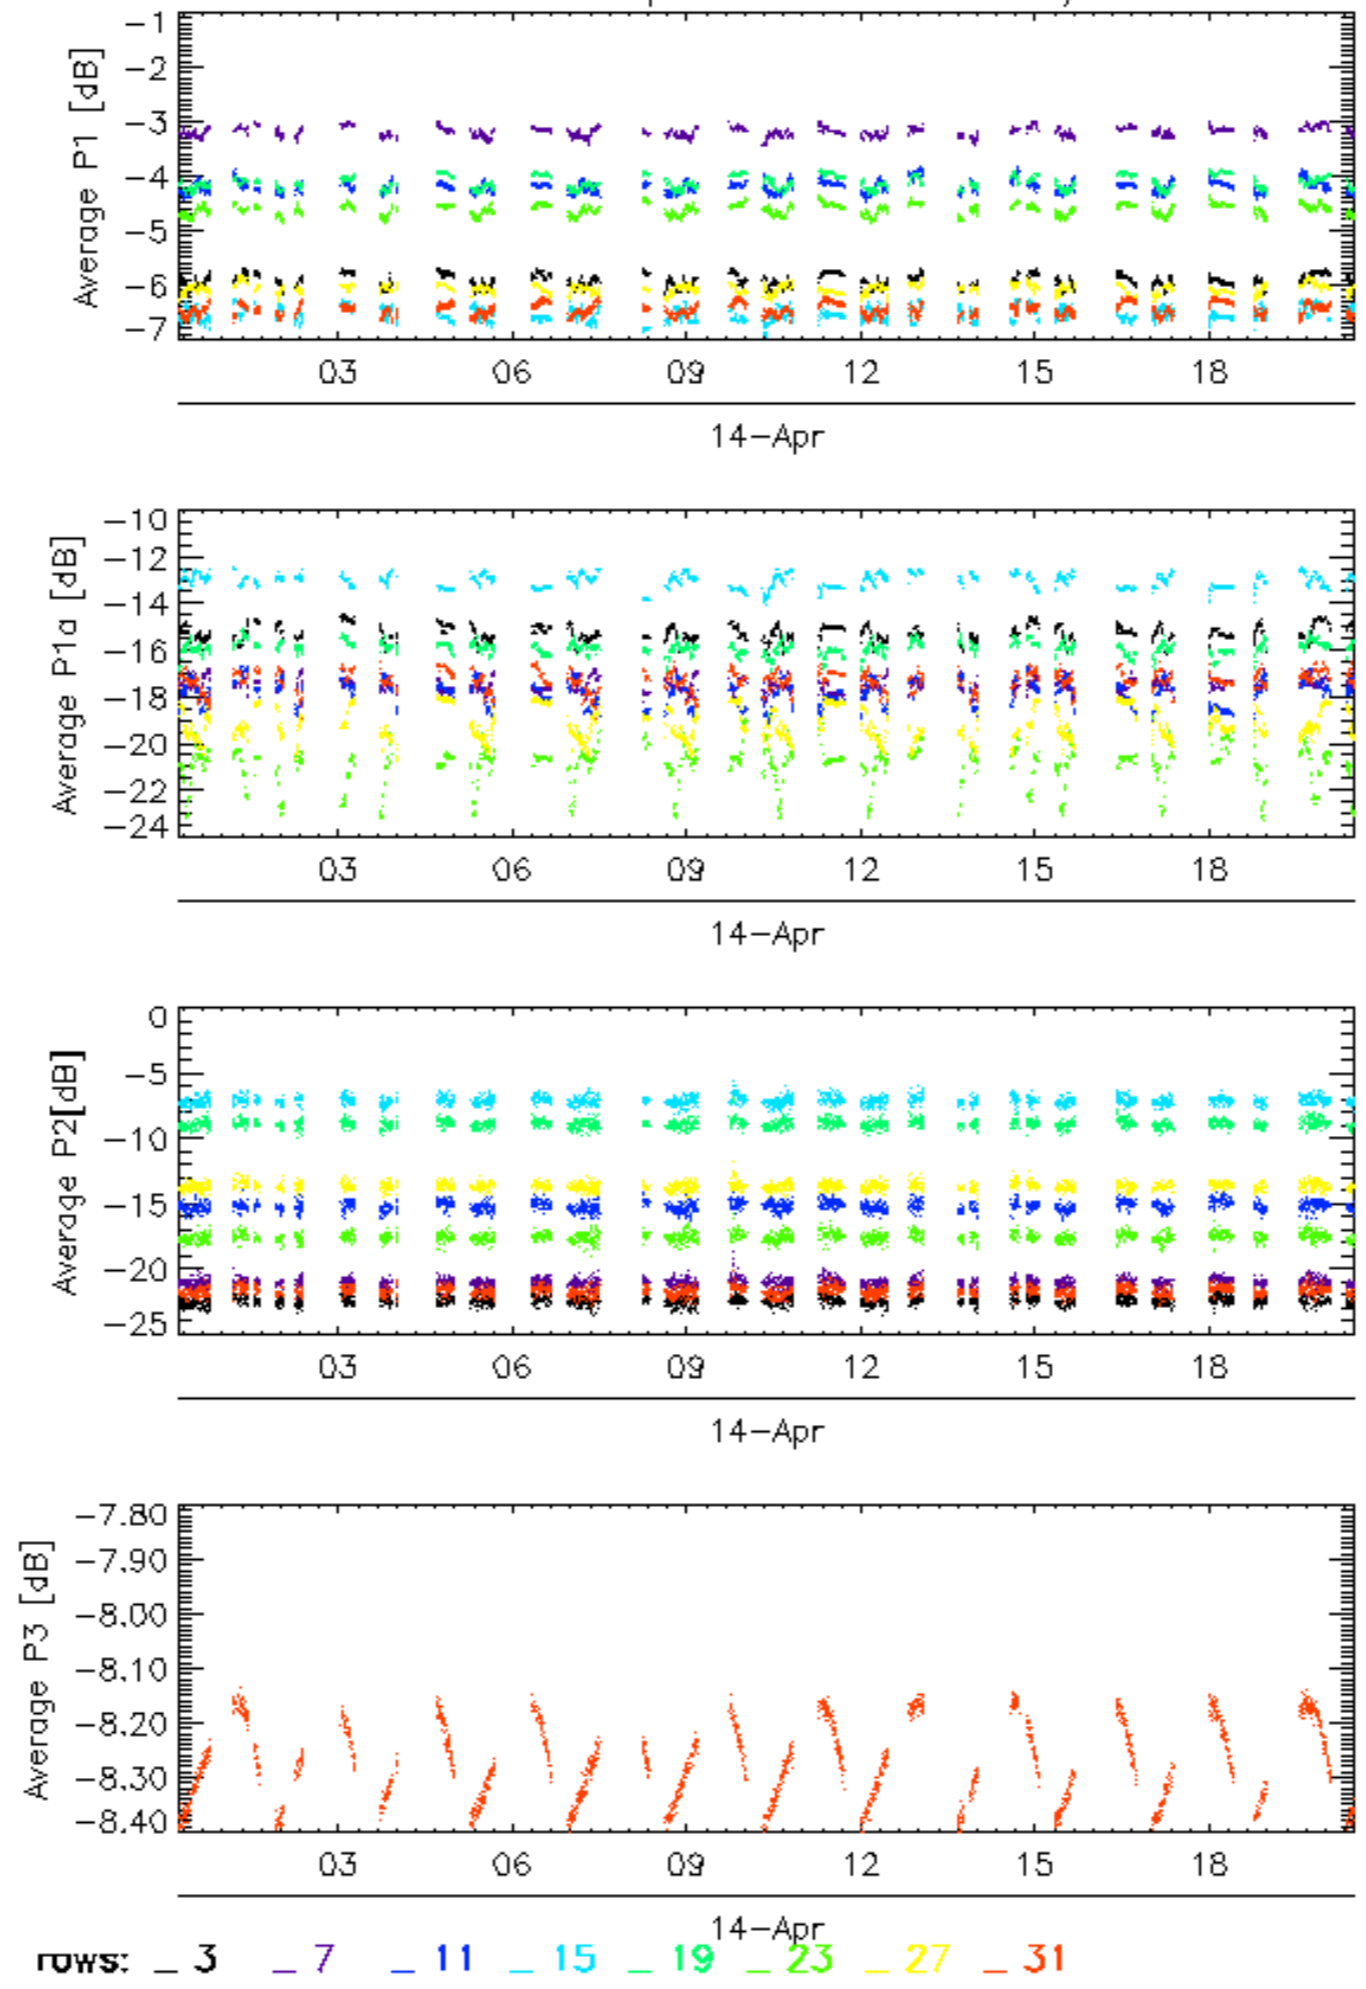 Average P1 [dB]
-1
-2
-3
-4
-5
-6
-7
03 06 09 12 15 18
14-Apr
Average P1a [dB]
-10
-12
-14
-16
-18
-20
-22
-24
03 06 09 12 15 18
14-Apr
Average P2[dB]
0
-5
-10
-15
-20
-25
03 06 09 12 15 18
14-Apr
Average P3 [dB]
-7.80
-7.90
-8.00
-8.10
-8.20
-8.30
-8.40
03 06 09 12 15 18
14-Apr
rows: _ 3 _ 7 _ 11 _ 15 _ 19 _ 23 _ 27 _ 31